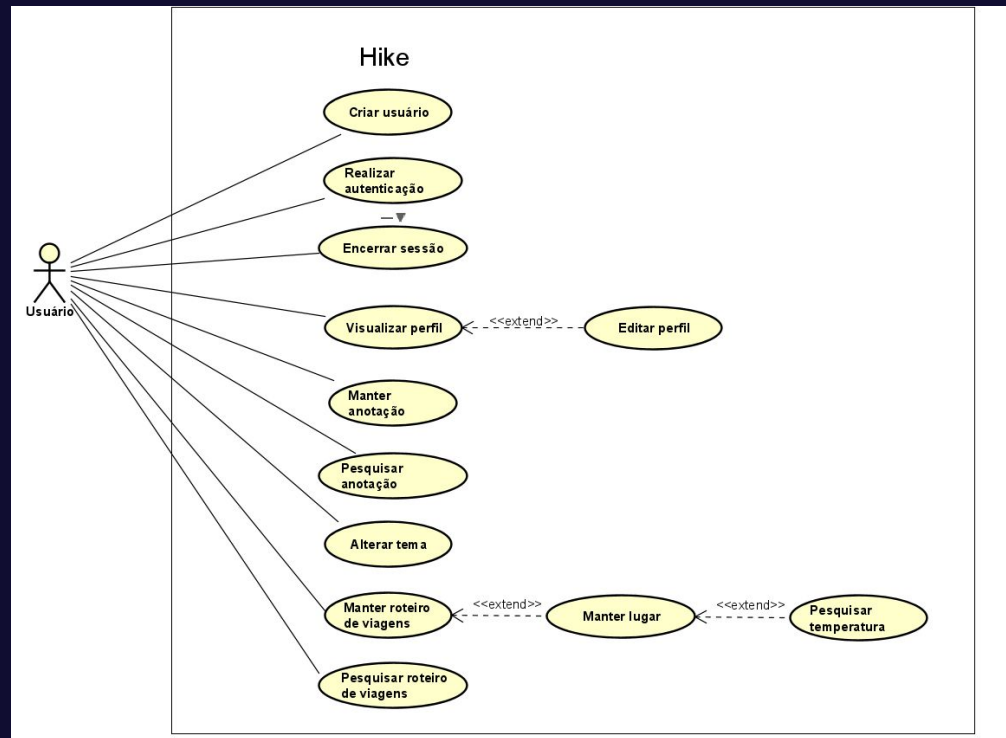 Hike
Criar usuário
Realizar
autenticação
Encerrar sessão
Usuário
Visualizar perfil
<<extend>>
Editar perfil
Manter
anotação
Pesquisar
anotação
Alterar tema
Manter roteiro
de viagens
<<extend>>
Manter lugar
<<extend>>
Pesquisar
temperatura
Pesquisar roteiro
de viagens